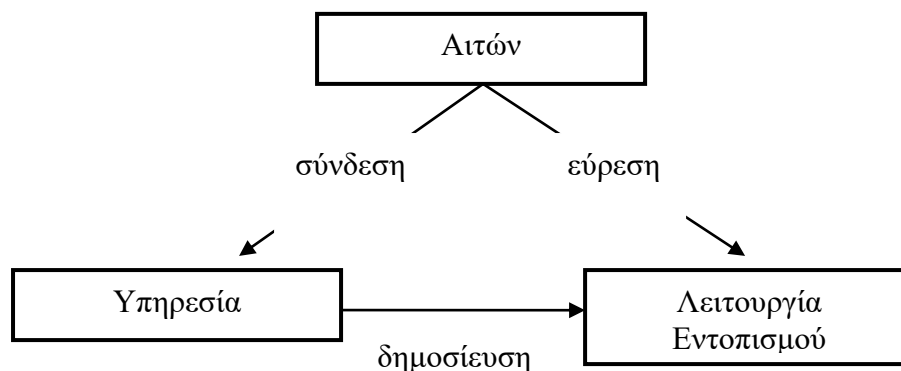 Αιτών
σύνδεση
εύρεση
Υπηρεσία
Λειτουργία
Εντοπισμού
δημοσίευση